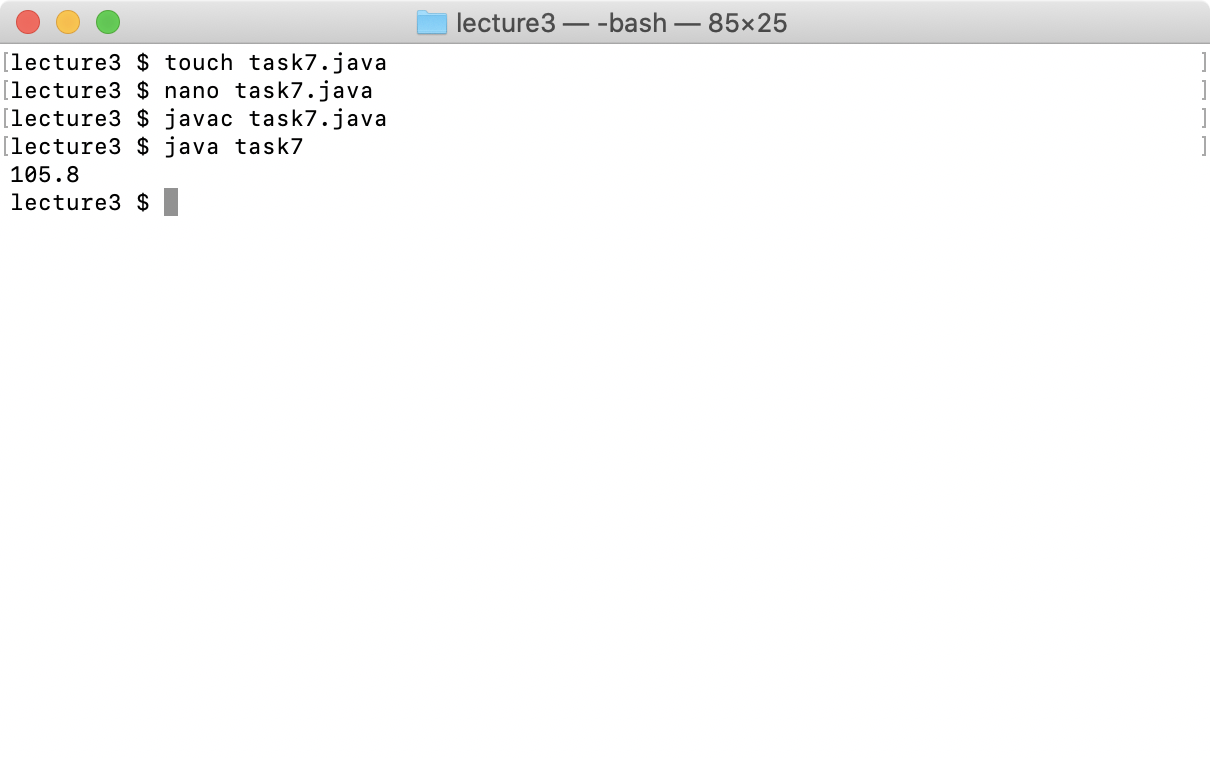 lecture3 — -bash — 85×25
[lecture3 $ touch task7.java ]
[lecture3 $ nano task7.java ]
[lecture3 $ javac task7.java ]
[lecture3 $ java task7 ]
105.8
lecture3 $